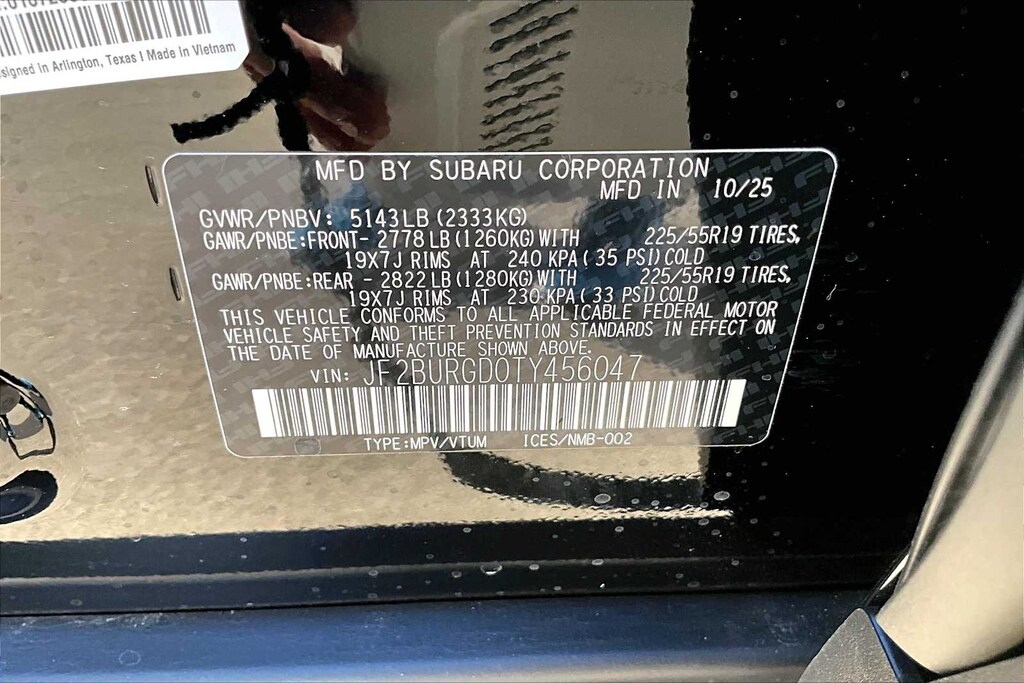 Arlington, Texas | Made in Vietnam
MFD BY SUBARU CORPORATION
MFD IN 10/25
GVWR/PNBV: 5143LB (2333KG)
GAWR/PNBE:FRONT- 2778 LB (1260KG) WITH 225/55R19 TIRES,
19X7J RIMS AT 240 KPA ( 35 PSI) COLD
GAWR/PNBE:REAR - 2822 LB (1280KG) WITH 225/55R19 TIRES,
19X7J RIMS AT 230 KPA ( 33 PSI) COLD
THIS VEHICLE CONFORMS TO ALL APPLICABLE FEDERAL MOTOR
VEHICLE SAFETY AND THEFT PREVENTION STANDARDS IN EFFECT ON
THE DATE OF MANUFACTURE SHOWN ABOVE.
VIN: JF2BURGD0TY456047
TYPE:MPV/VTUM ICES/NMB-002